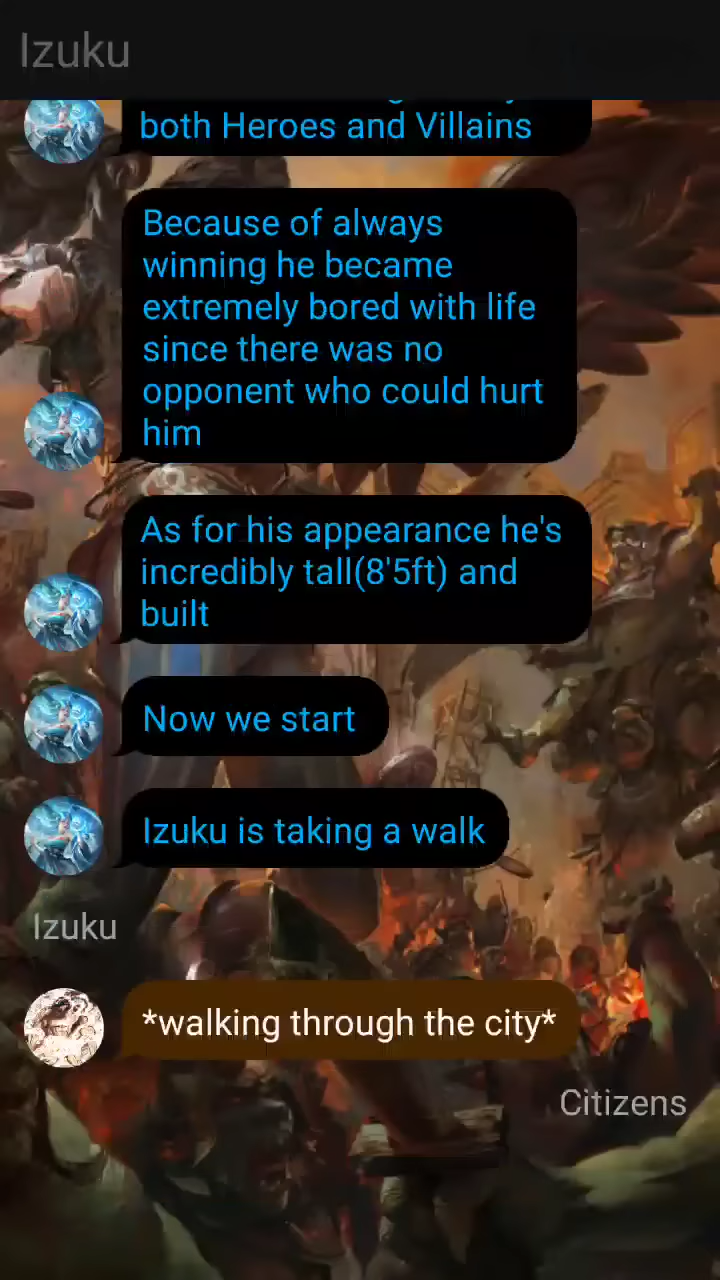 Izuku
both Heroes and Villains
Because of always
winning he became
extremely bored with life
since there was no
opponent who could hurt
him
As for his appearance he's
incredibly tall(8'5ft) and
built
Now we start
Izuku is taking a walk
Izuku
*walking through the city*
Citizens